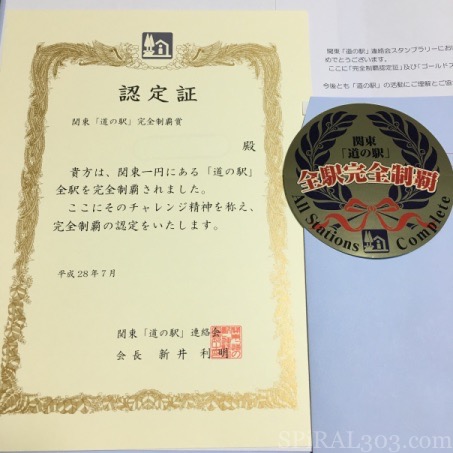 認定証
関東「道の駅」完全制覇賞
殿
貴方は、関東一円にある「道の駅」
全駅を完全制覇されました。
ここにそのチャレンジ精神を称え、
完全制覇の認定をいたします。
平成28年7月
関東「道の駅」連絡会
会長 新井 利明
関東「道の駅」連絡会スタンプラリーにお
めでとうございます。
ここに「完全制覇認定証」&「ゴールドス
今後とも「道の駅」の活動にご理解とご協
関東
「道の駅」
全駅完全制覇
All Stations Complete
SPiRAL303.com